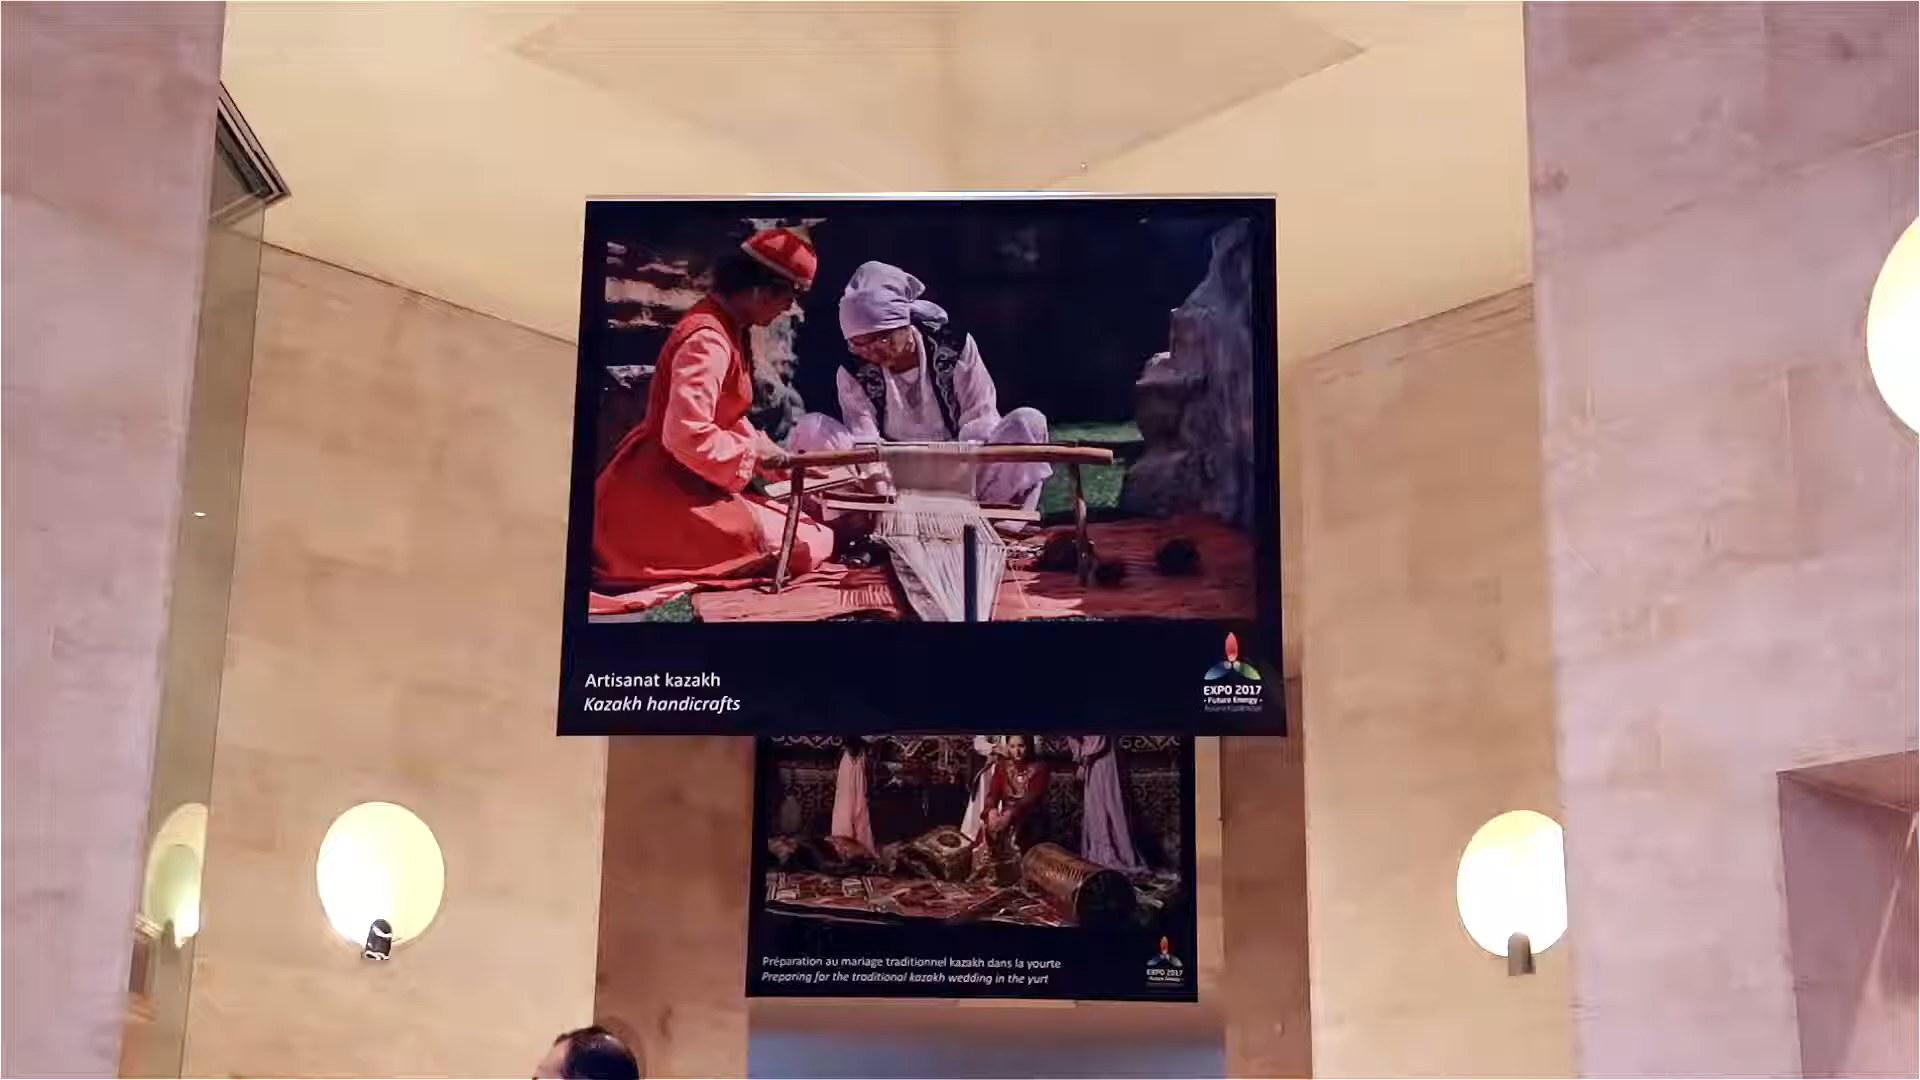 Artisanat kazakh
Kazakh handicrafts
EXPO 2017
- Future Energy -
Préparation au mariage traditionnel kazakh dans la yourte
Preparing for the traditional kazakh wedding in the yurt
EXPO 2017